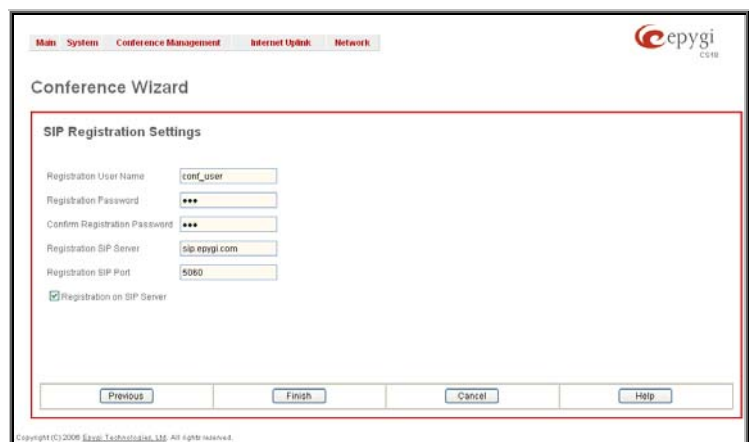 Main System Conference Management Internet Uplink Network
epygi
CS18
Conference Wizard
SIP Registration Settings
Registration User Name conf_user
Registration Password •••
Confirm Registration Password •••
Registration SIP Server sip.epygi.com
Registration SIP Port 5060
Registration on SIP Server
Previous Finish Cancel Help
Copyright (C) 2006 Epygi Technologies, Ltd. All rights reserved.